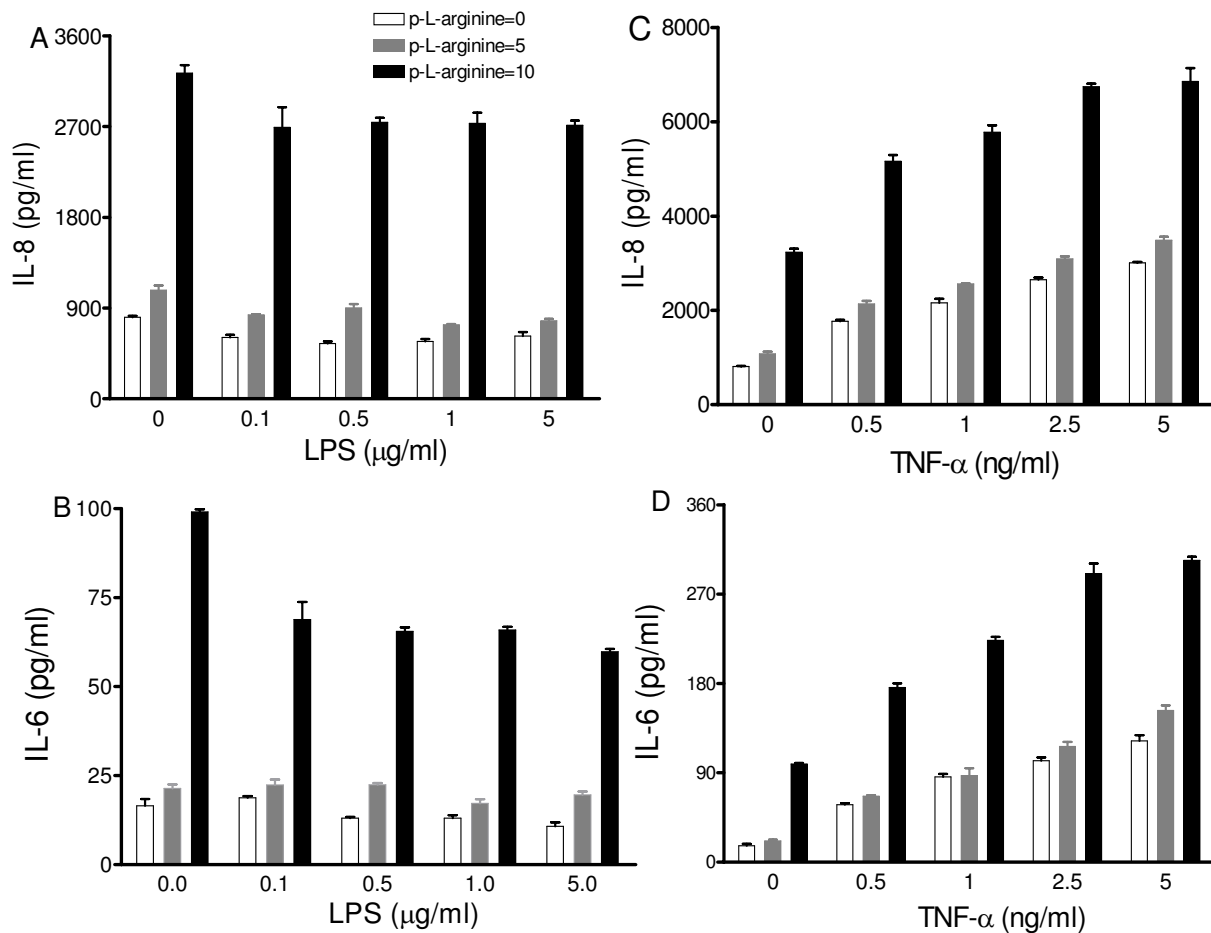 A
3600
2700
1800
900
0
IL-8 (pg/ml)
0 0.1 0.5 1 5
LPS (μg/ml)
p-L-arginine=0
p-L-arginine=5
p-L-arginine=10
C
8000
6000
4000
2000
0
IL-8 (pg/ml)
0 0.5 1 2.5 5
TNF-α (ng/ml)
B
100
75
50
25
0
IL-6 (pg/ml)
0.0 0.1 0.5 1.0 5.0
LPS (μg/ml)
D
360
270
180
90
0
IL-6 (pg/ml)
0 0.5 1 2.5 5
TNF-α (ng/ml)